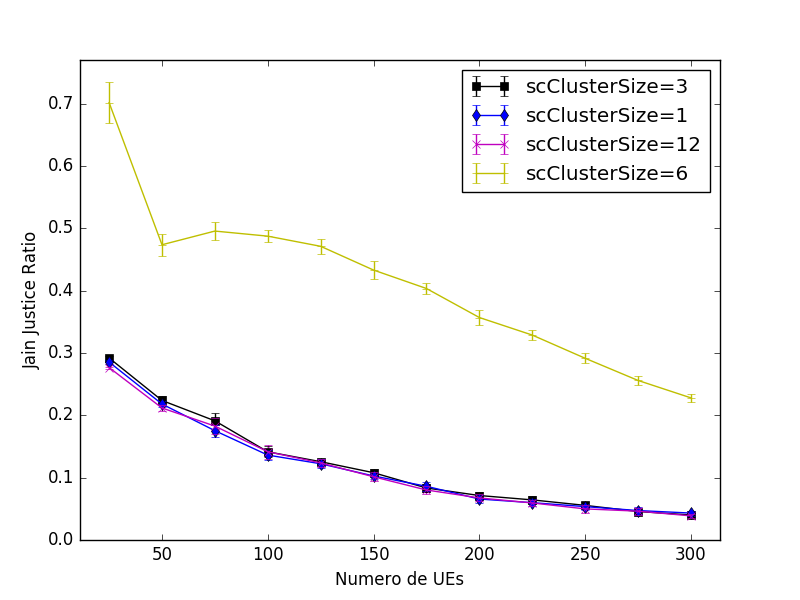 0.7
0.6
0.5
0.4
0.3
0.2
0.1
0.0
Jain Justice Ratio
50
100
150
200
250
300
Numero de UEs
scClusterSize=3
scClusterSize=1
scClusterSize=12
scClusterSize=6